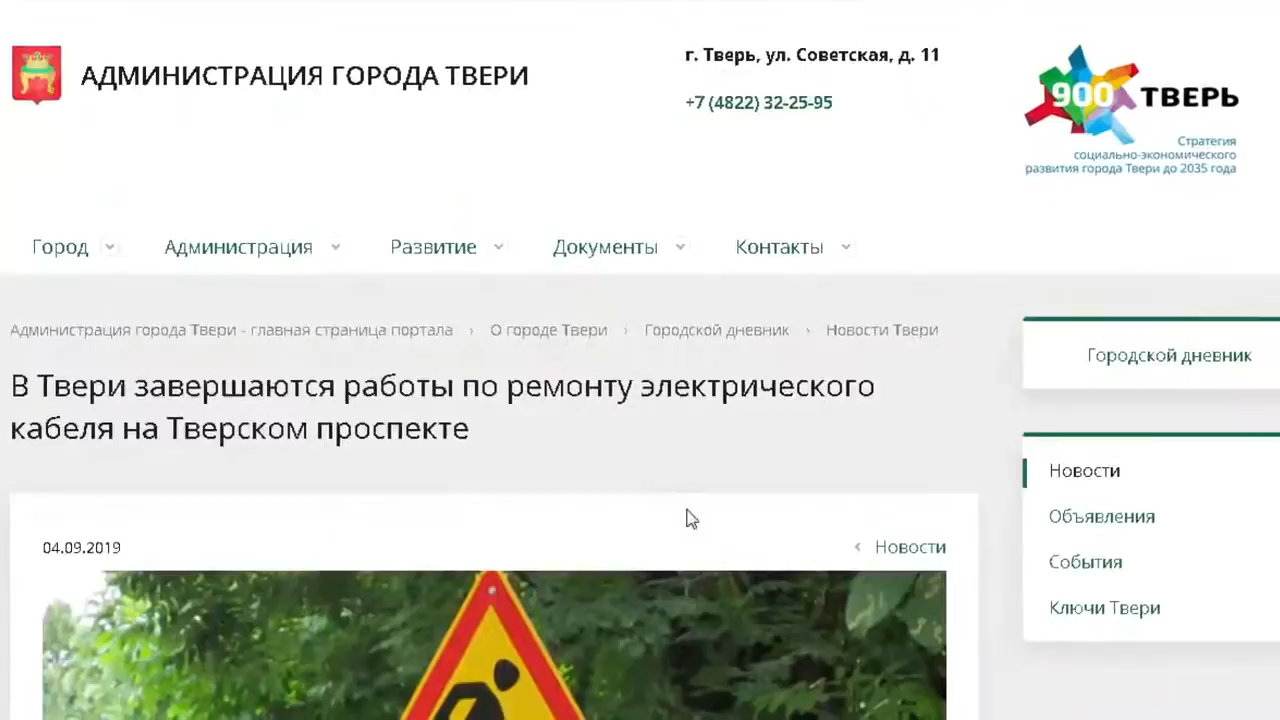 АДМИНИСТРАЦИЯ ГОРОДА ТВЕРИ
г. Тверь, ул. Советская, д. 11
+7 (4822) 32-25-95
900 ТВЕРЬ
Стратегия
социально-экономического
развития города Твери до 2035 года
Город Администрация Развитие Документы Контакты
Администрация города Твери - главная страница портала › О городе Твери › Городской дневник › Новости Твери
В Твери завершаются работы по ремонту электрического
кабеля на Тверском проспекте
04.09.2019
‹ Новости
Городской дневник
Новости
Объявления
События
Ключи Твери